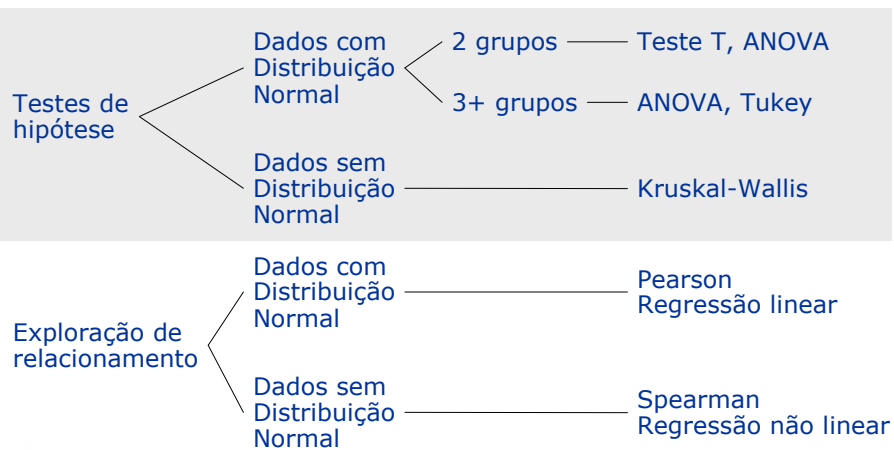 Testes de
hipótese
Dados com
Distribuição
Normal
2 grupos
Teste T, ANOVA
3+ grupos
ANOVA, Tukey
Dados sem
Distribuição
Normal
Kruskal-Wallis
Exploração de
relacionamento
Dados com
Distribuição
Normal
Pearson
Regressão linear
Dados sem
Distribuição
Normal
Spearman
Regressão não linear